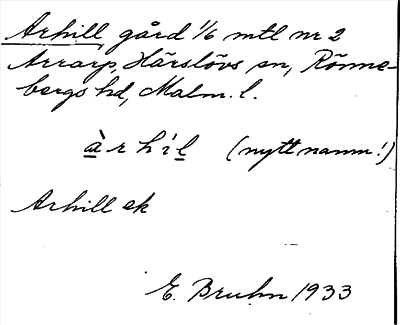 Arhill, gård 1/6 mtl nr 2
Arrarp, Härslövs sn, Rönne-
bergs hd, Malm. l.
àrhíl (nytt namn!)
Arhill ek
E. Bruhn 1933